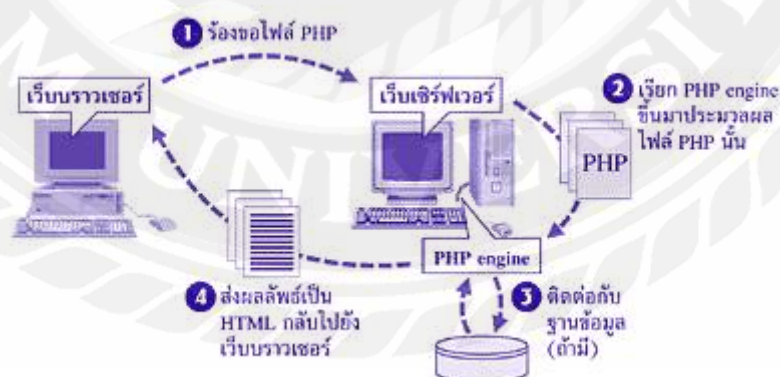 1 ร้องขอไฟล์ PHP
เว็บบราวเซอร์
เว็บเซิร์ฟเวอร์
2 เรียก PHP engine
ขึ้นมาประมวลผล
ไฟล์ PHP นั้น
PHP
PHP engine
4 ส่งผลลัพธ์เป็น
HTML กลับไปยัง
เว็บบราวเซอร์
3 ติดต่อกับ
ฐานข้อมูล
(ถ้ามี)
UNIVERSIT